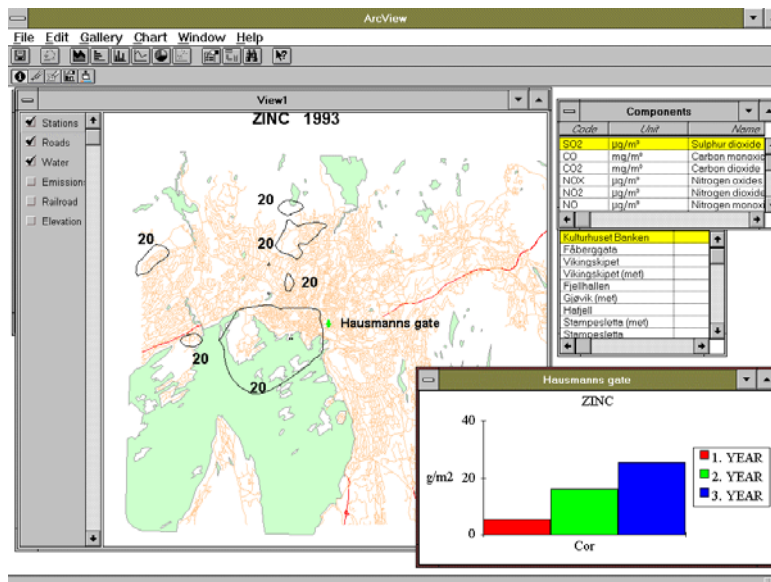 ArcView
File Edit Gallery Chart Window Help
View1
Stations
Roads
Water
Emissions
Railroad
Elevation
ZINC 1993
20
20
20
20
20
20
Hausmanns gate
Components
Code Unit Name
SO2 µg/m³ Sulphur dioxide
CO mg/m³ Carbon monoxic
CO2 mg/m³ Carbon dioxide
NOX µg/m³ Nitrogen oxides
NO2 µg/m³ Nitrogen dioxide
NO µg/m³ Nitrogen monoxi
Kulturhuset Banken
Fåberggata
Vikingskipet
Vikingskipet (met)
Fjellhallen
Gjøvik (met)
Hafjell
Stampesletta (met)
Stampesletta
Hausmanns gate
ZINC
40
g/m2
20
0
Cor
1. YEAR
2. YEAR
3. YEAR